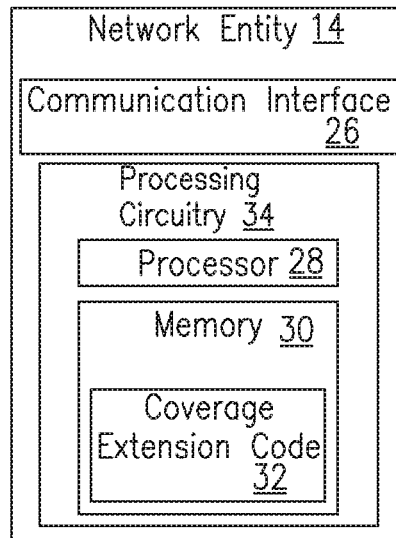 Network Entity 14
Communication Interface
26
Processing
Circuitry 34
Processor 28
Memory 30
Coverage
Extension Code
32